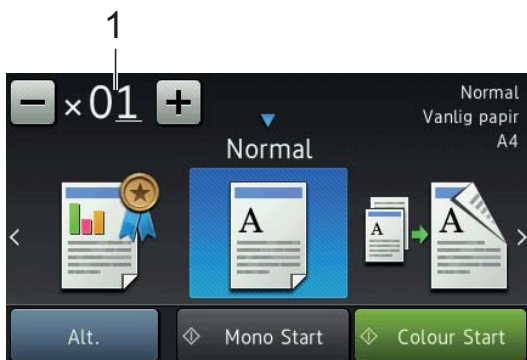 1
×01
Normal
Vanlig papir
A4
Normal
A
A
A
Alt.
Mono Start
Colour Start